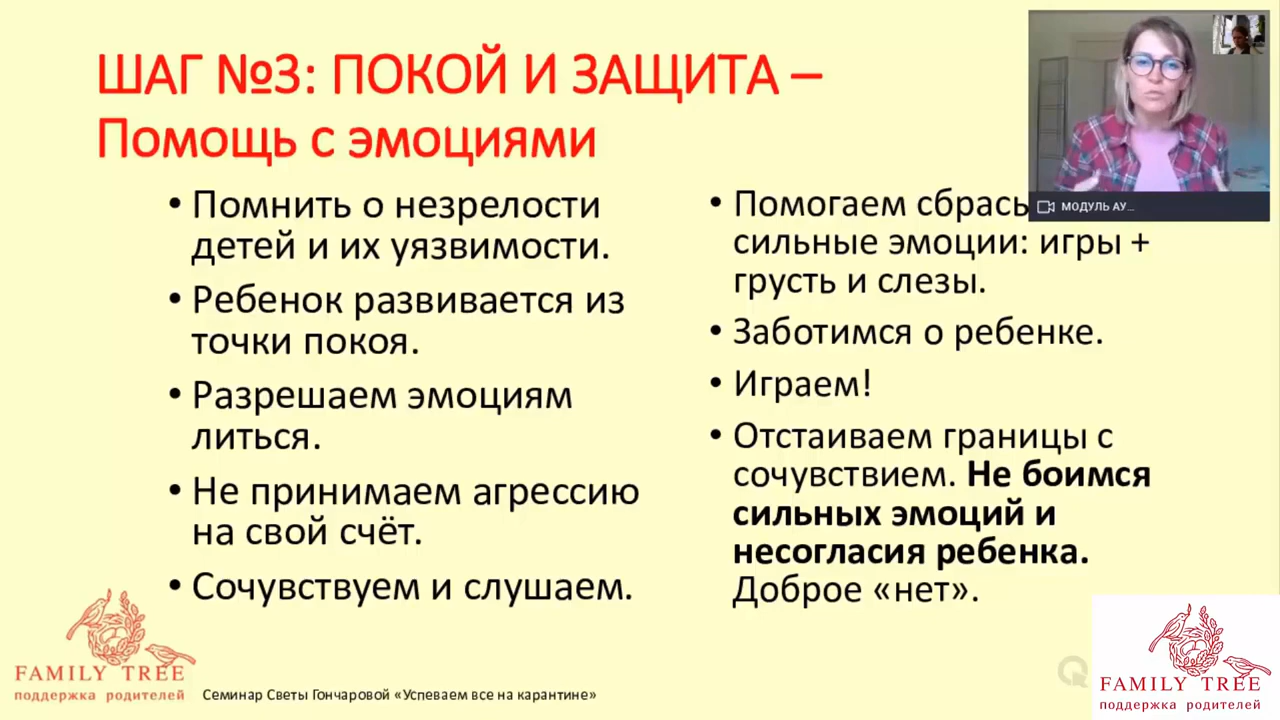 ШАГ №3: ПОКОЙ И ЗАЩИТА –
Помощь с эмоциями
• Помнить о незрелости
детей и их уязвимости.
• Ребенок развивается из
точки покоя.
• Разрешаем эмоциям
литься.
• Не принимаем агрессию
на свой счёт.
• Сочувствуем и слушаем.
• Помогаем
сильные эмоции: игры +
грусть и слезы.
• Заботимся о ребенке.
• Играем!
• Отстаиваем границы с
сочувствием. Не боимся
сильных эмоций и
несогласия ребенка.
Доброе «нет».
МОДУЛЬ АУ...
FAMILY TREE
поддержка родителей
Семинар Светы Гончаровой «Успеваем все на карантине»
FAMILY TREE
поддержка родителей